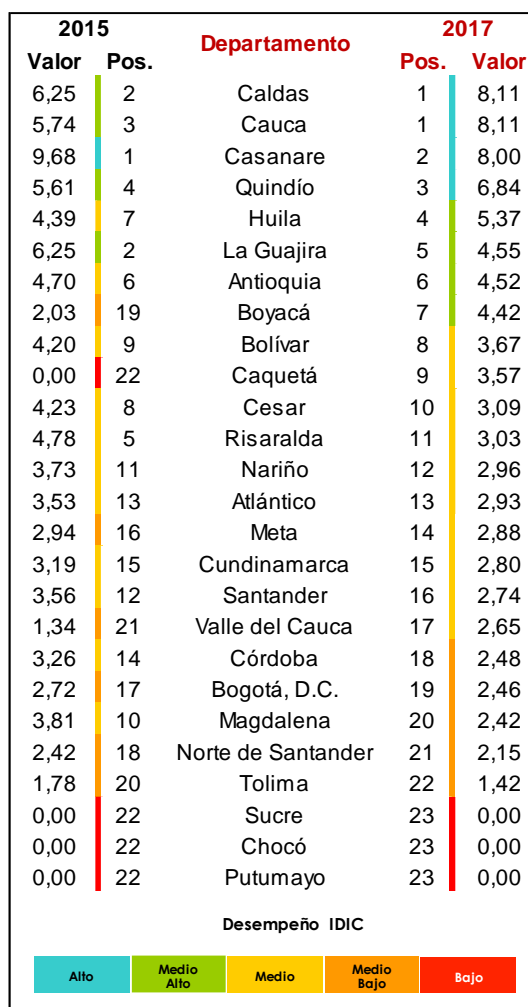 2015 Departamento 2017
Valor Pos. Pos. Valor
6,25 2 Caldas 1 8,11
5,74 3 Cauca 1 8,11
9,68 1 Casanare 2 8,00
5,61 4 Quindío 3 6,84
4,39 7 Huila 4 5,37
6,25 2 La Guajira 5 4,55
4,70 6 Antioquia 6 4,52
2,03 19 Boyacá 7 4,42
4,20 9 Bolívar 8 3,67
0,00 22 Caquetá 9 3,57
4,23 8 Cesar 10 3,09
4,78 5 Risaralda 11 3,03
3,73 11 Nariño 12 2,96
3,53 13 Atlántico 13 2,93
2,94 16 Meta 14 2,88
3,19 15 Cundinamarca 15 2,80
3,56 12 Santander 16 2,74
1,34 21 Valle del Cauca 17 2,65
3,26 14 Córdoba 18 2,48
2,72 17 Bogotá, D.C. 19 2,46
3,81 10 Magdalena 20 2,42
2,42 18 Norte de Santander 21 2,15
1,78 20 Tolima 22 1,42
0,00 22 Sucre 23 0,00
0,00 22 Chocó 23 0,00
0,00 22 Putumayo 23 0,00
Desempeño IDIC
Alto Medio Alto Medio Medio Bajo Bajo